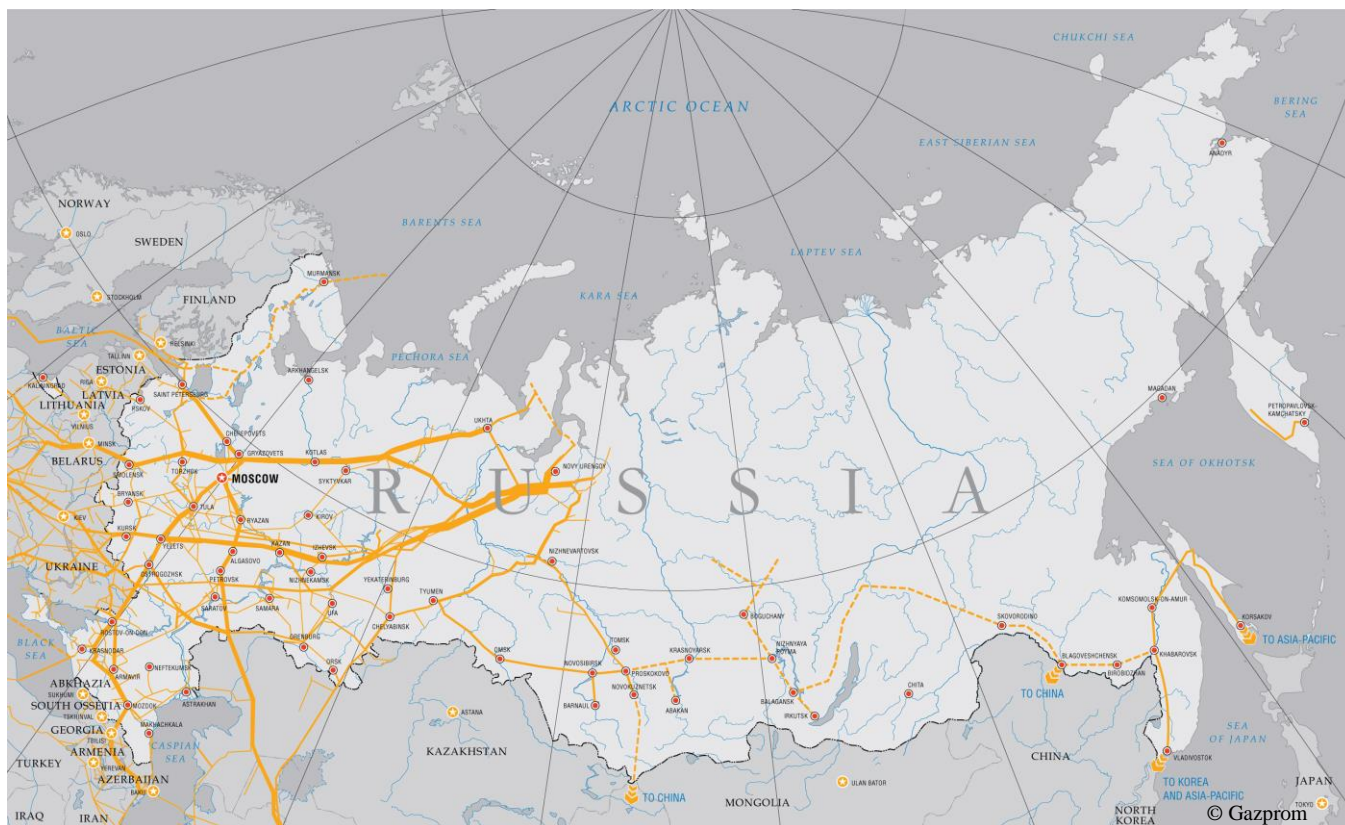 CHUKCHI SEA
BERING
SEA
ARCTIC OCEAN
EAST SIBERIAN SEA
ANADYR
NORWAY
OSLO
SWEDEN
BARENTS SEA
LAPTEV SEA
MURMANSK
STOCKHOLM
FINLAND
KARA SEA
BALTIC
SEA
HELSINKI
TALLINN
ESTONIA
PECHORA SEA
KALININGRAD
RIGA
LATVIA
SAINT PETERSBURG
ARKHANGELSK
LITHUANIA
PSKOV
VILNIUS
MAGADAN
PETROPAVLOVSK-
KAMCHATSKY
UKHTA
MINSK
CHEREPOVETS
GRYAZOVETS
KOTLAS
BELARUS
SMOLENSK
TORZHOK
SYKTYVKAR
NOVY URENGOY
SEA OF OKHOTSK
MOSCOW
RUSSIA
BRYANSK
TULA
KIEV
RYAZAN
KIROV
KURSK
YELETS
KAZAN
IZHEVSK
NIZHNEVARTOVSK
UKRAINE
OSTROGOZHSK
ALGASOVO
PETROVSK
NIZHNEKAMSK
YEKATERINBURG
TYUMEN
SARATOV
SAMARA
UFA
CHELYABINSK
BOGUCHANY
SKOVORODINO
KOMSOMOLSK-ON-AMUR
KORSAKOV
TO ASIA-PACIFIC
BLACK
SEA
ROSTOV-ON-DON
KRASNODAR
ORENBURG
ORSK
OMSK
TOMSK
NOVOSIBIRSK
PROSKOKOVO
KRASNOYARSK
NIZHNYAYA
POYMA
BLAGOVESHCHENSK
BIROBIDZHAN
KHABAROVSK
ABKHAZIA
SUKHUMI
ARMAVIR
NEFTEKUMSK
NOVOKUZNETSK
BARNAUL
ABAKAN
BALAGANSK
IRKUTSK
CHITA
TO CHINA
SOUTH OSSETIA
TSKHINVAL
MOZDOK
ASTRAKHAN
ASTANA
GEORGIA
TBILISI
MAKHACHKALA
CASPIAN
SEA
ARMENIA
YEREVAN
KAZAKHSTAN
CHINA
SEA
OF JAPAN
VLADIVOSTOK
TURKEY
AZERBAIJAN
BAKU
TO CHINA
MONGOLIA
ULAN BATOR
TO KOREA
AND ASIA-PACIFIC
JAPAN
TOKYO
IRAQ
IRAN
NORTH
KOREA
© Gazprom